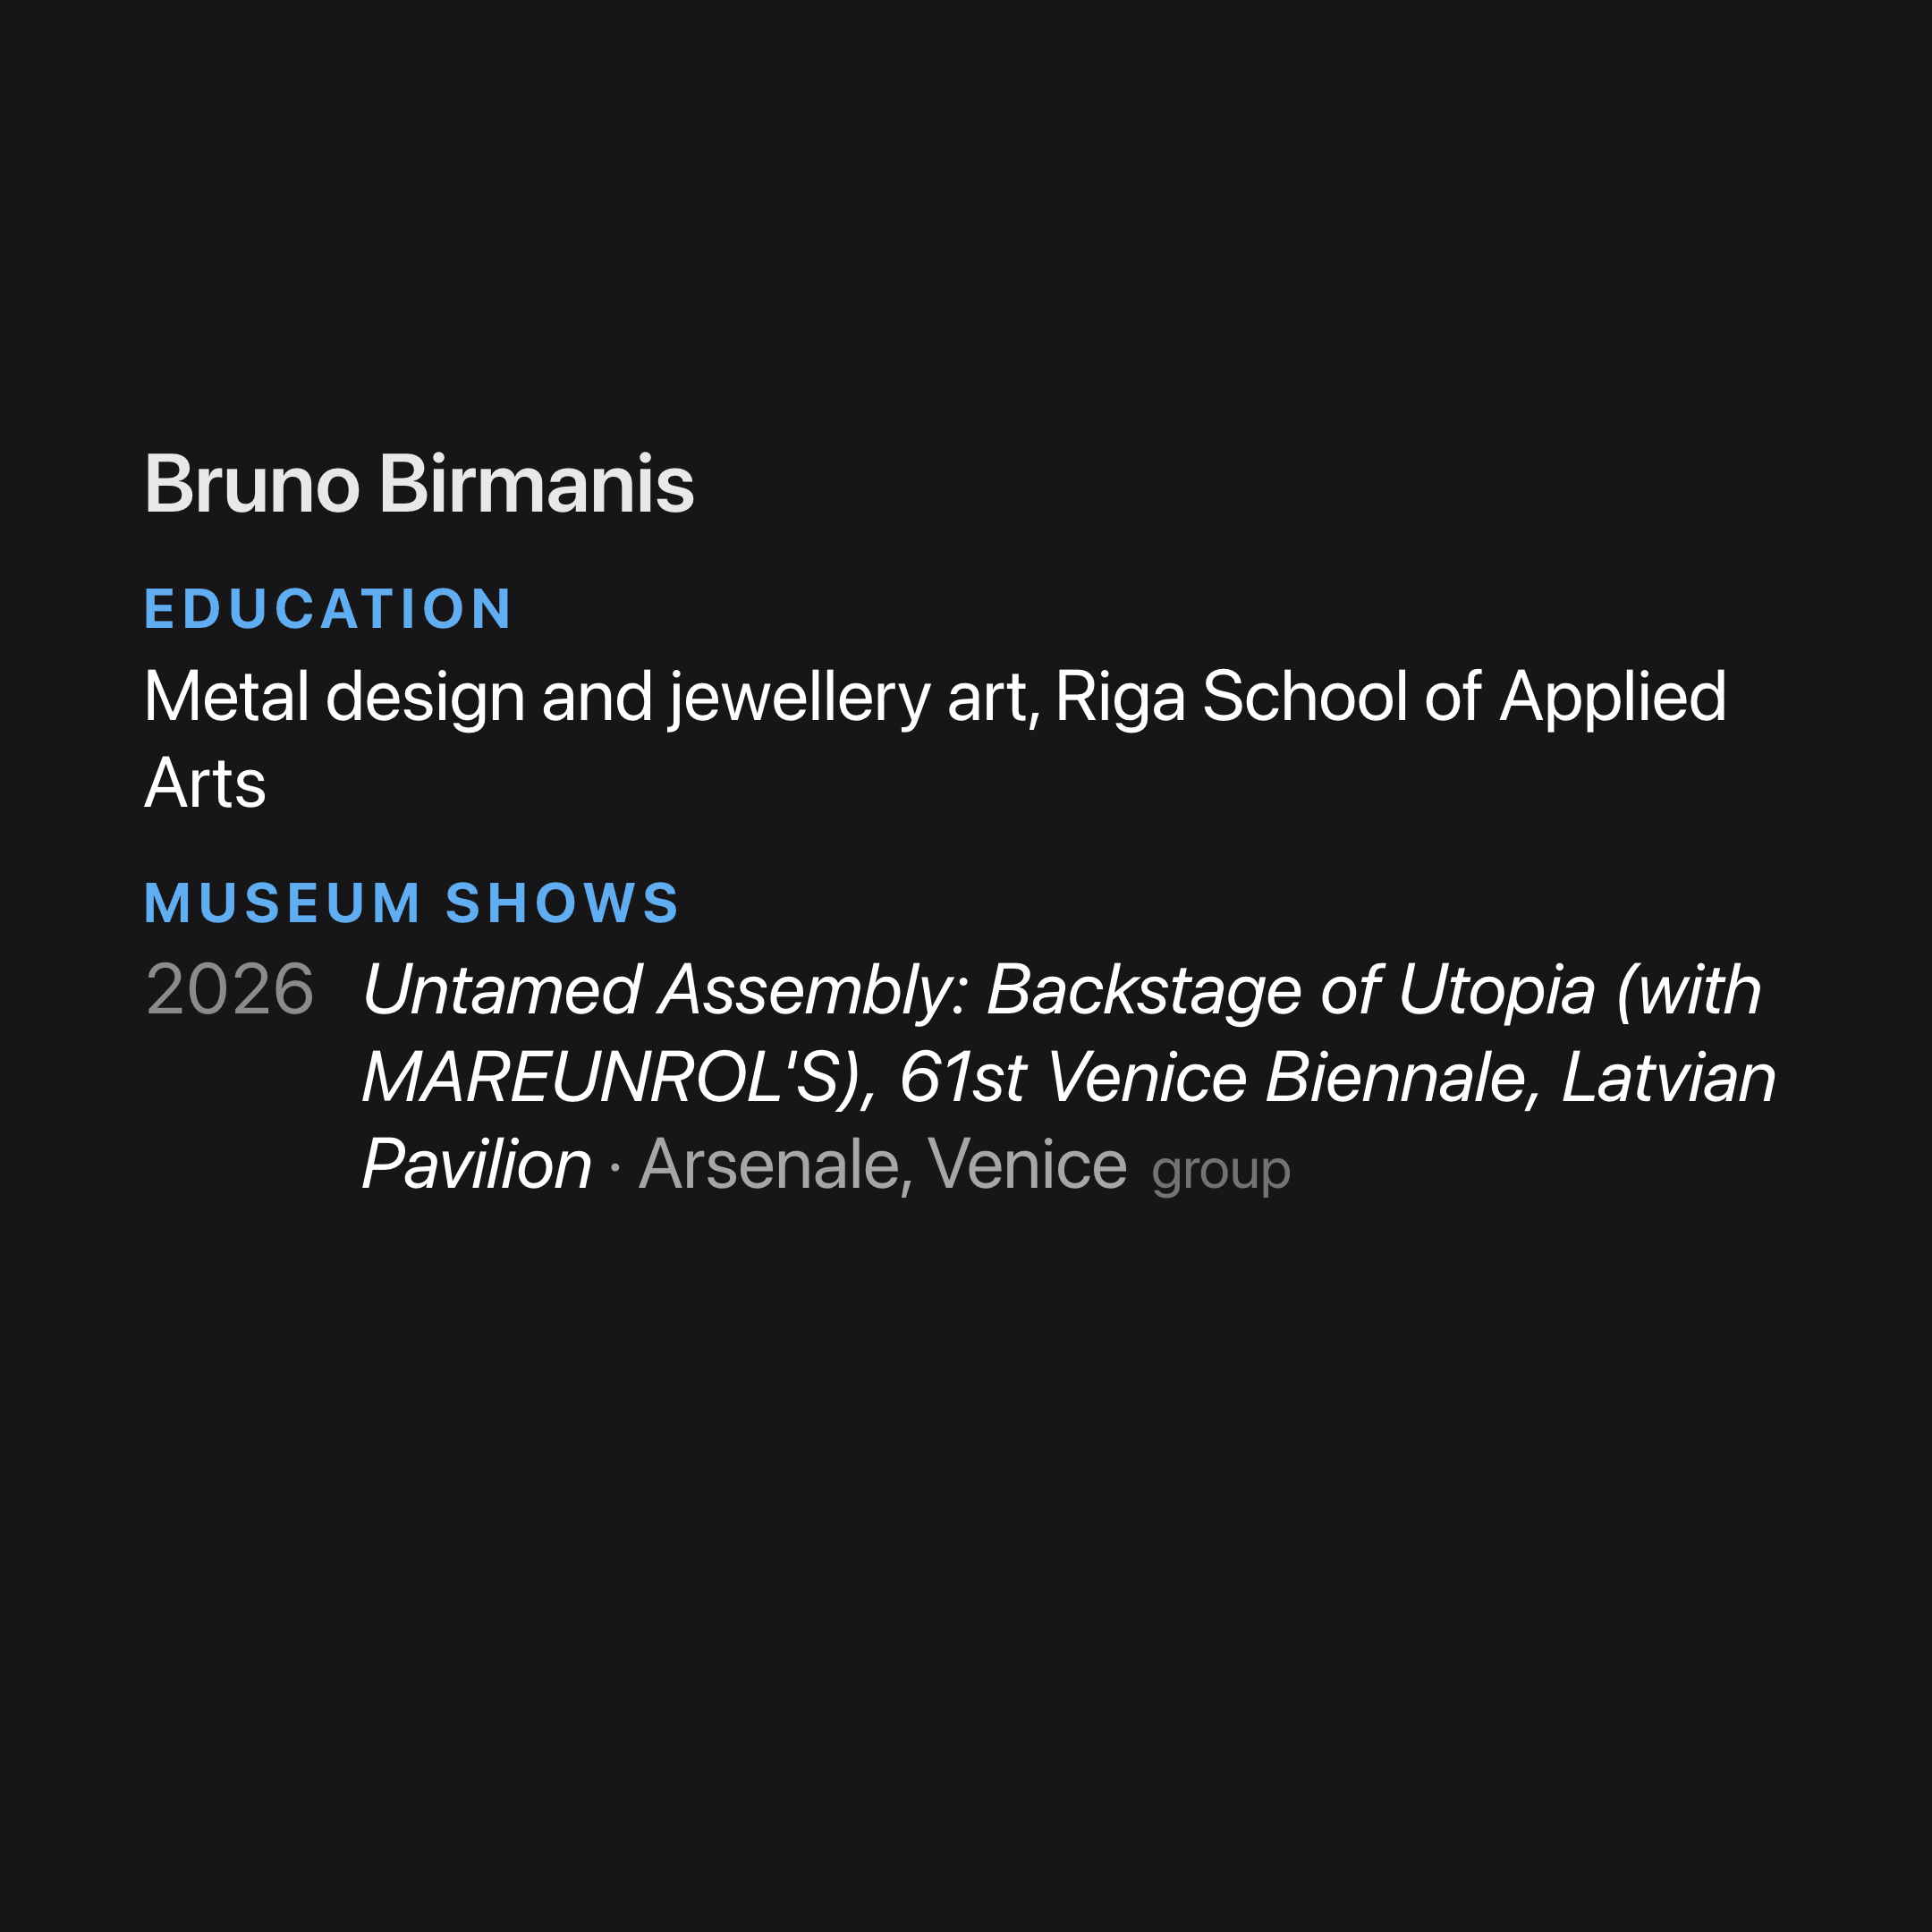 Bruno Birmanis
EDUCATION
Metal design and jewellery art, Riga School of Applied
Arts
MUSEUM SHOWS
2026 Untamed Assembly: Backstage of Utopia (with
MAREUNROL'S), 61st Venice Biennale, Latvian
Pavilion · Arsenale, Venice group